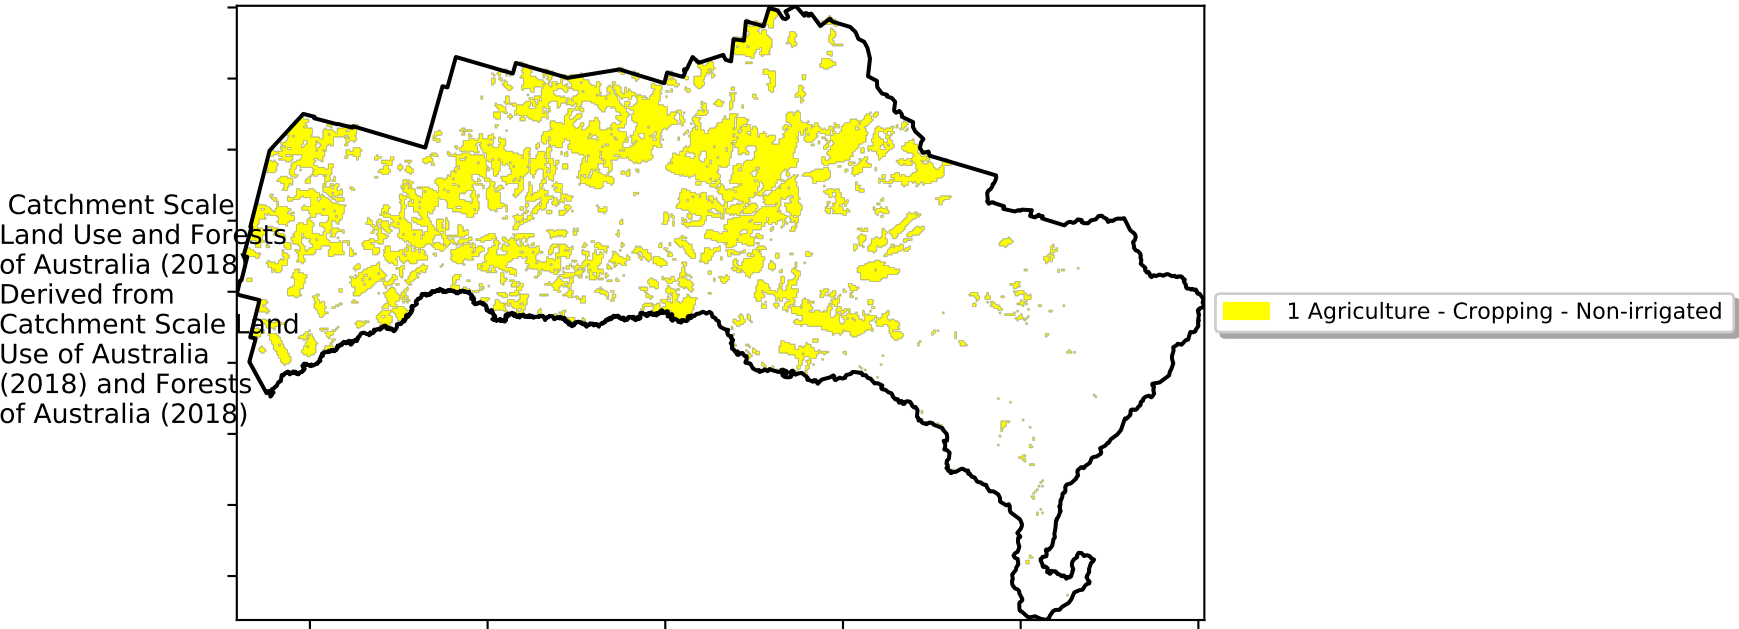 Catchment Scale
Land Use and Forests
of Australia (2018)
Derived from
Catchment Scale Land
Use of Australia
(2018) and Forests
of Australia (2018)
1 Agriculture - Cropping - Non-irrigated